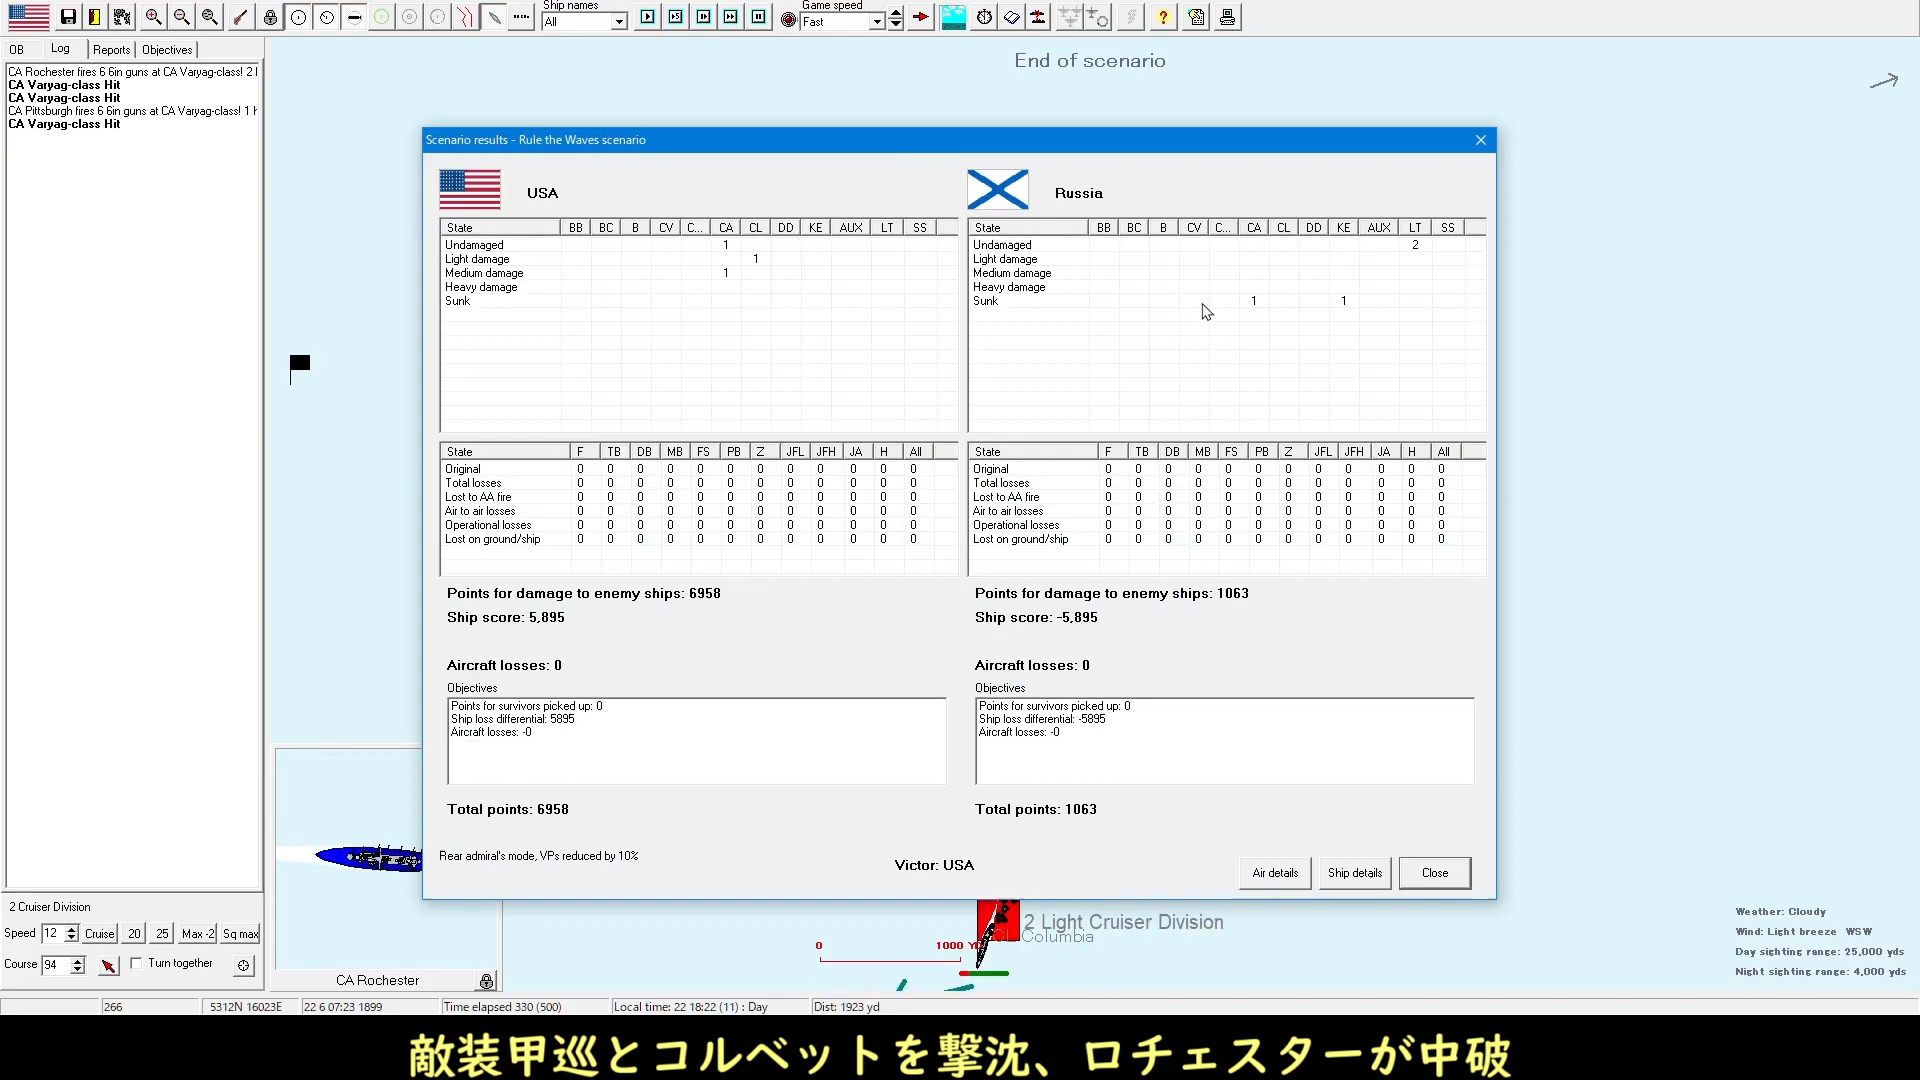 Ship names
All
Game speed
Fast
OB Log Reports Objectives
CA Rochester fires 6 6in guns at CA Varyag-class! 2
CA Varyag-class Hit
CA Varyag-class Hit
CA Pittsburgh fires 6 6in guns at CA Varyag-class! 1
CA Varyag-class Hit
End of scenario
Scenario results - Rule the Waves scenario
USA
State BB BC B CV C... CA CL DD KE AUX LT SS
Undamaged 1
Light damage 1
Medium damage 1
Heavy damage
Sunk
State F TB DB MB FS PB Z JFL JFH JA H All
Original 0 0 0 0 0 0 0 0 0 0 0 0
Total losses 0 0 0 0 0 0 0 0 0 0 0 0
Lost to AA fire 0 0 0 0 0 0 0 0 0 0 0 0
Air to air losses 0 0 0 0 0 0 0 0 0 0 0 0
Operational losses 0 0 0 0 0 0 0 0 0 0 0 0
Lost on ground/ship 0 0 0 0 0 0 0 0 0 0 0 0
Points for damage to enemy ships: 6958
Ship score: 5,895
Aircraft losses: 0
Objectives
Points for survivors picked up: 0
Ship loss differential: 5895
Aircraft losses: -0
Total points: 6958
Russia
State BB BC B CV C... CA CL DD KE AUX LT SS
Undamaged 2
Light damage
Medium damage
Heavy damage
Sunk 1 1
State F TB DB MB FS PB Z JFL JFH JA H All
Original 0 0 0 0 0 0 0 0 0 0 0 0
Total losses 0 0 0 0 0 0 0 0 0 0 0 0
Lost to AA fire 0 0 0 0 0 0 0 0 0 0 0 0
Air to air losses 0 0 0 0 0 0 0 0 0 0 0 0
Operational losses 0 0 0 0 0 0 0 0 0 0 0 0
Lost on ground/ship 0 0 0 0 0 0 0 0 0 0 0 0
Points for damage to enemy ships: 1063
Ship score: -5,895
Aircraft losses: 0
Objectives
Points for survivors picked up: 0
Ship loss differential: -5895
Aircraft losses: -0
Total points: 1063
Rear admiral's mode, VPs reduced by 10%
Victor: USA
Air details Ship details Close
2 Cruiser Division
Speed 12 Cruise 20 25 Max -2 Sq max
Course 94 Turn together
CA Rochester
2 Light Cruiser Division
Columbia
0 1000
Weather: Cloudy
Wind: Light breeze WSW
Day sighting range: 25,000 yds
Night sighting range: 4,000 yds
266 5312N 16023E 22 6 07:23 1899 Time elapsed 330 (500) Local time: 22 18:22 (11) : Day Dist: 1923 yd
敵装甲巡とコルベットを撃沈、ロチェスターが中破